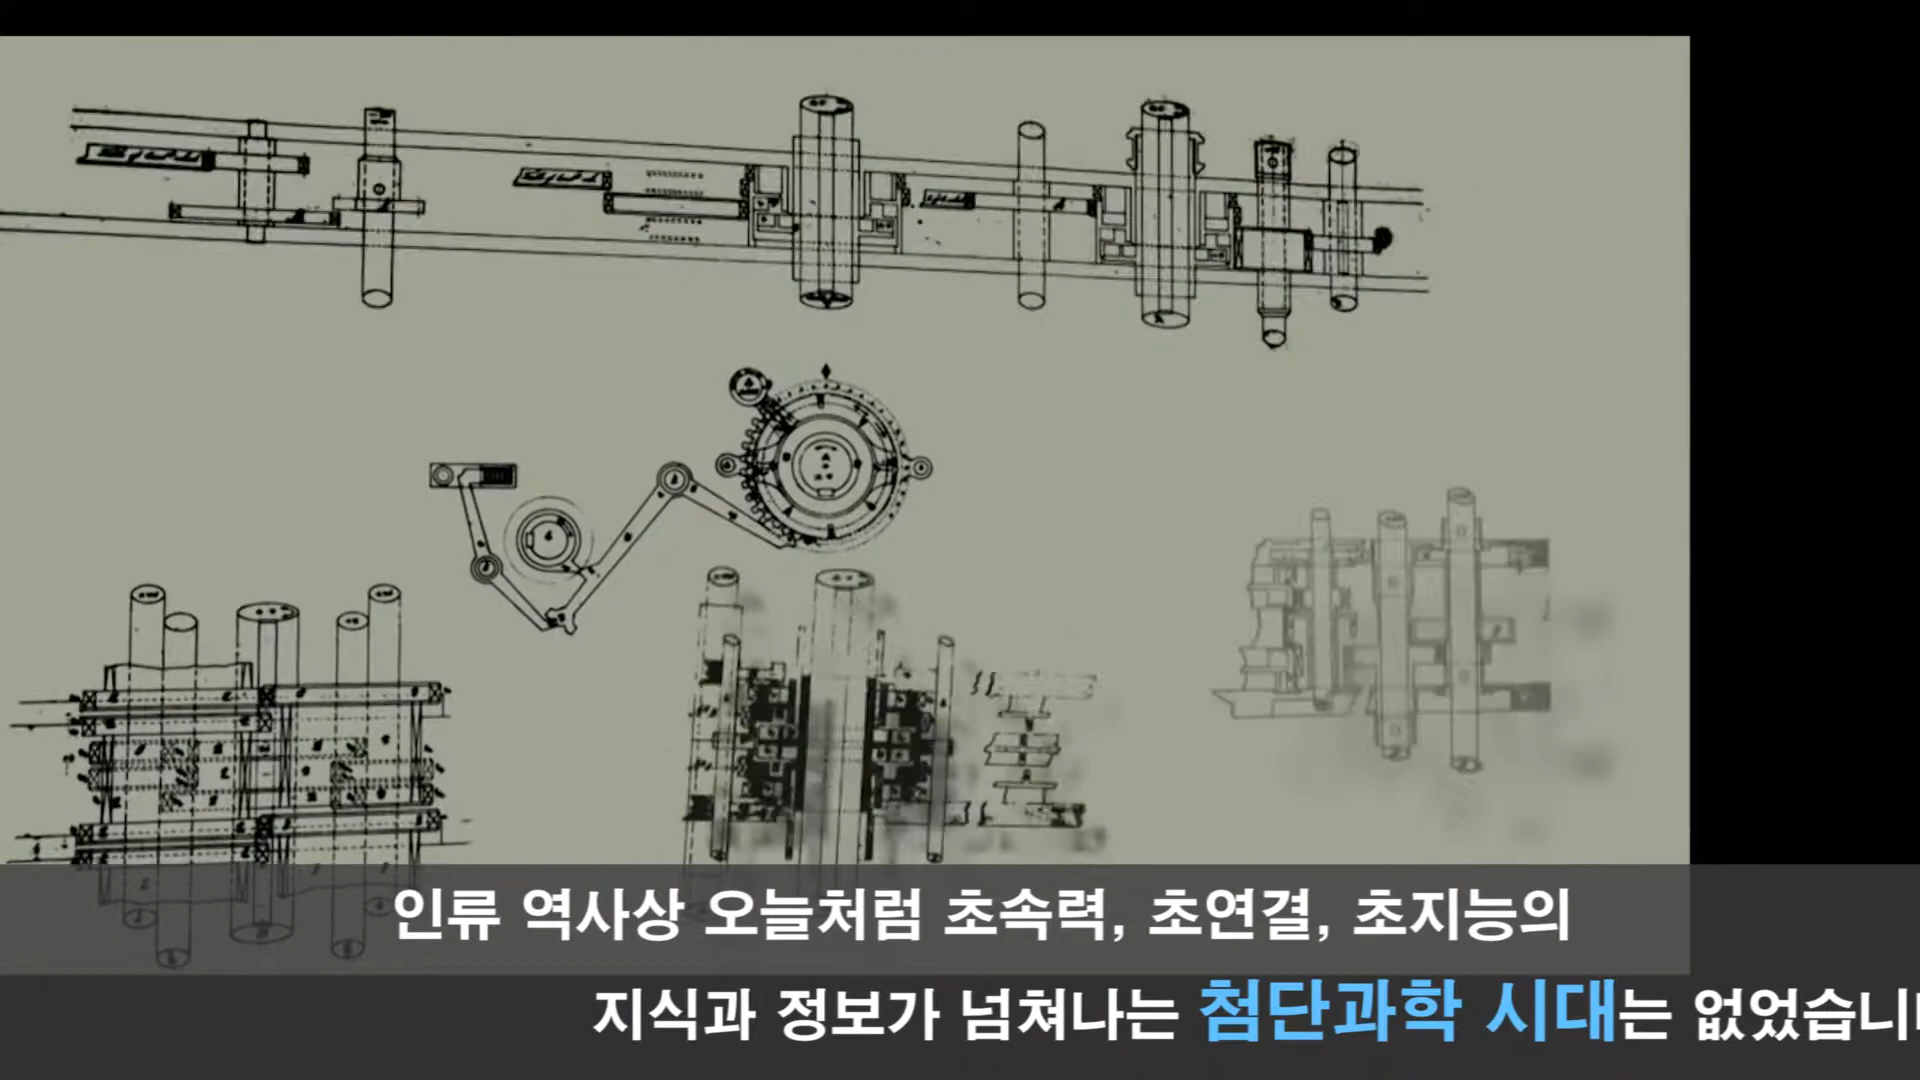 인류 역사상 오늘처럼 초속력, 초연결, 초지능의
지식과 정보가 넘쳐나는 첨단과학 시대는 없었습니